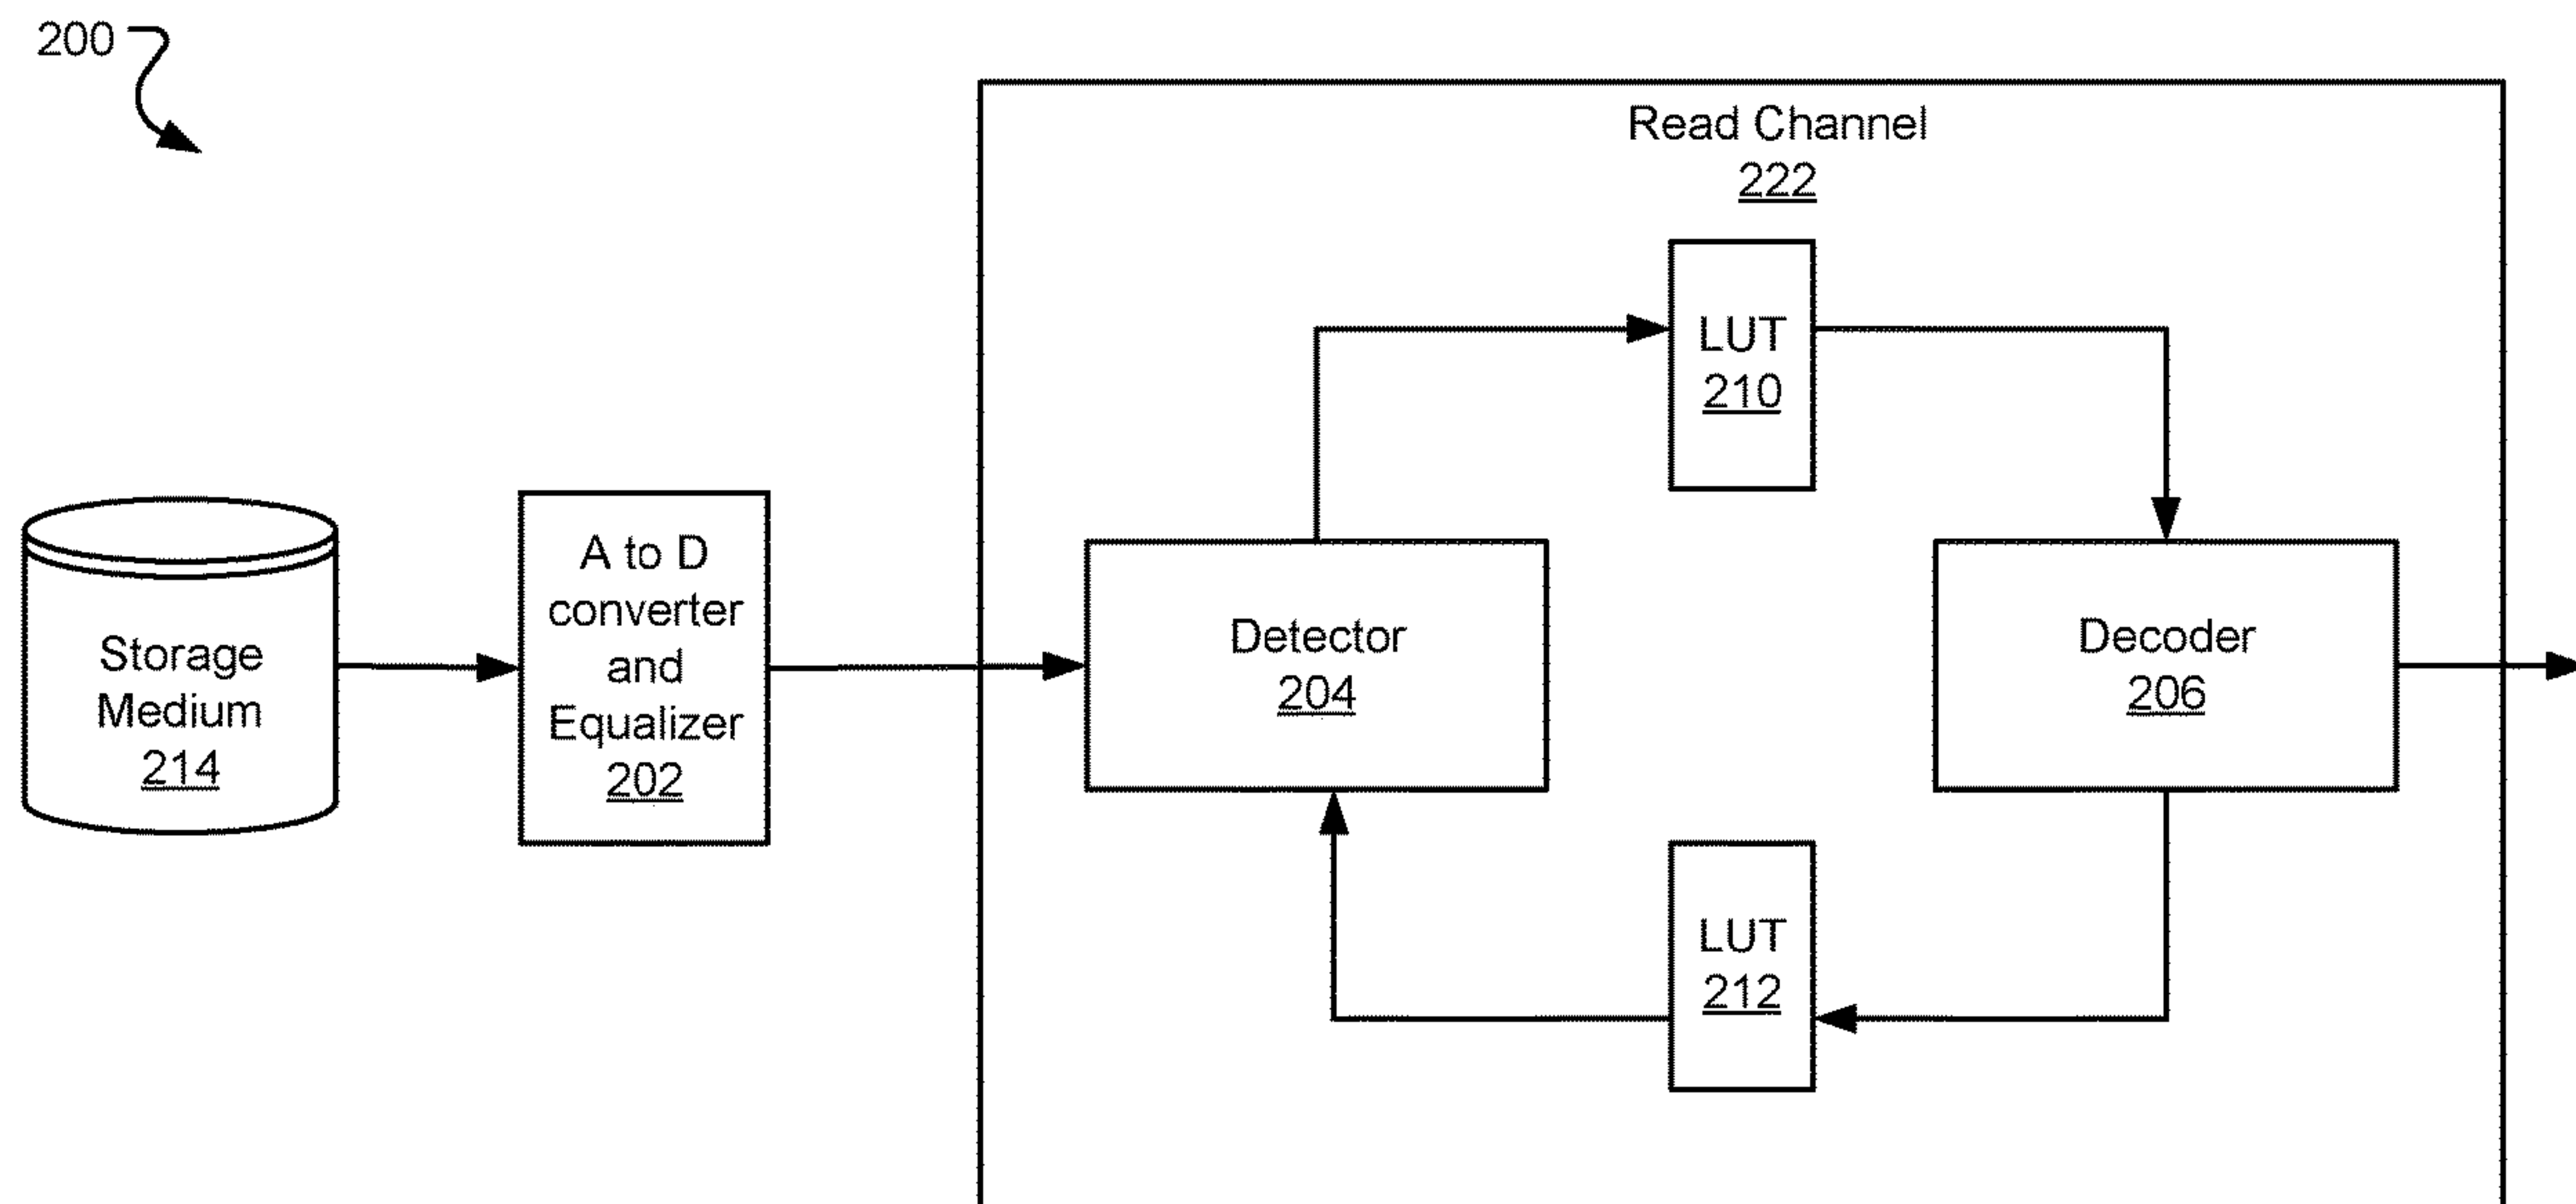 200
Read Channel
222
LUT
210
Storage
Medium
214
A to D
converter
and
Equalizer
202
Detector
204
Decoder
206
LUT
212